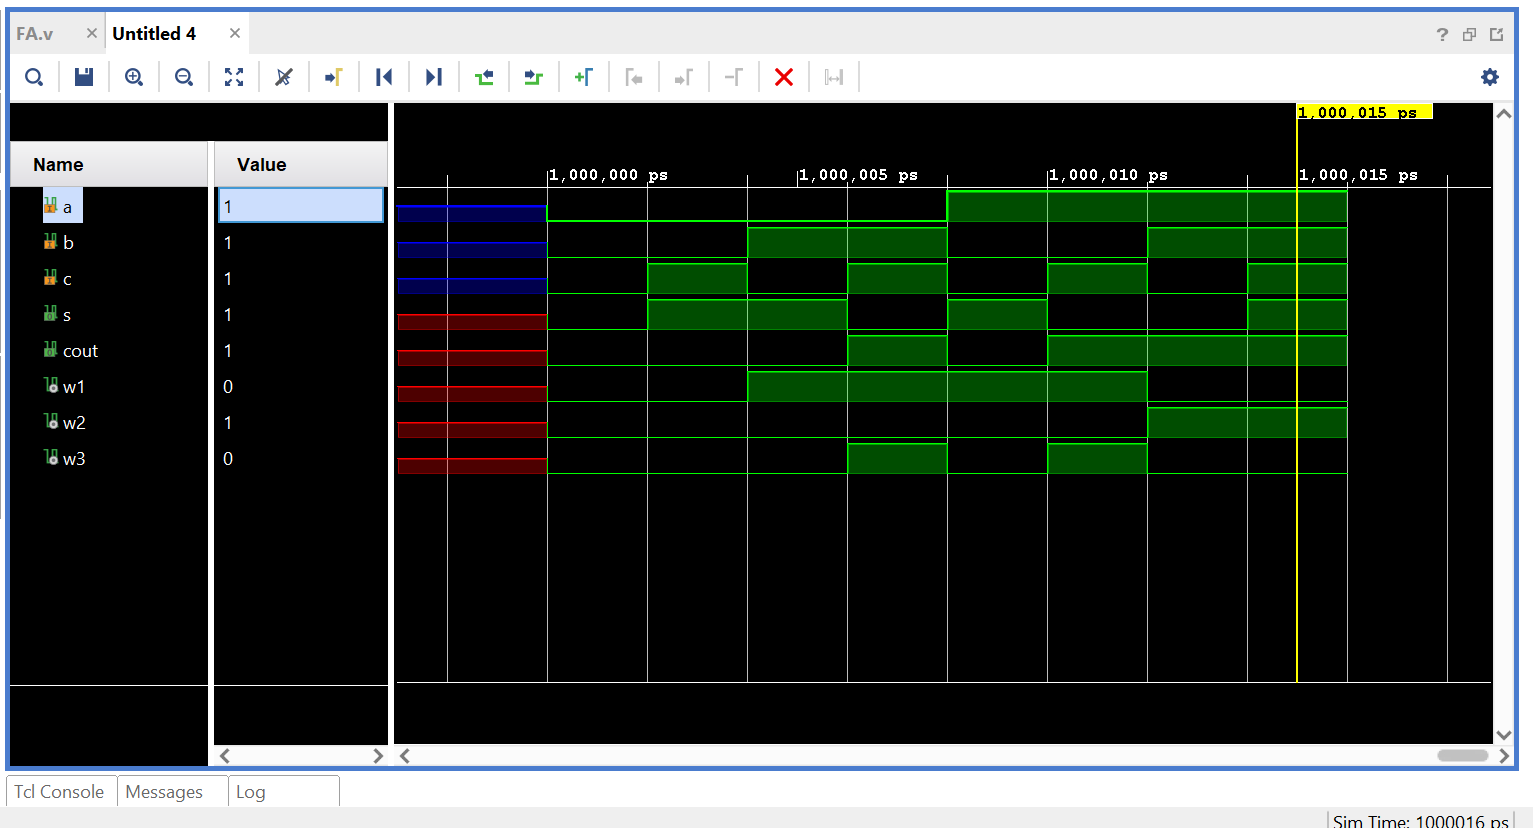 FA.v
Untitled 4
1,000,015 ps
Name
Value
1,000,000 ps
1,000,005 ps
1,000,010 ps
1,000,015 ps
a
1
b
1
c
1
s
1
cout
1
w1
0
w2
1
w3
0
Tcl Console
Messages
Log
Sim Time: 1000016 ps